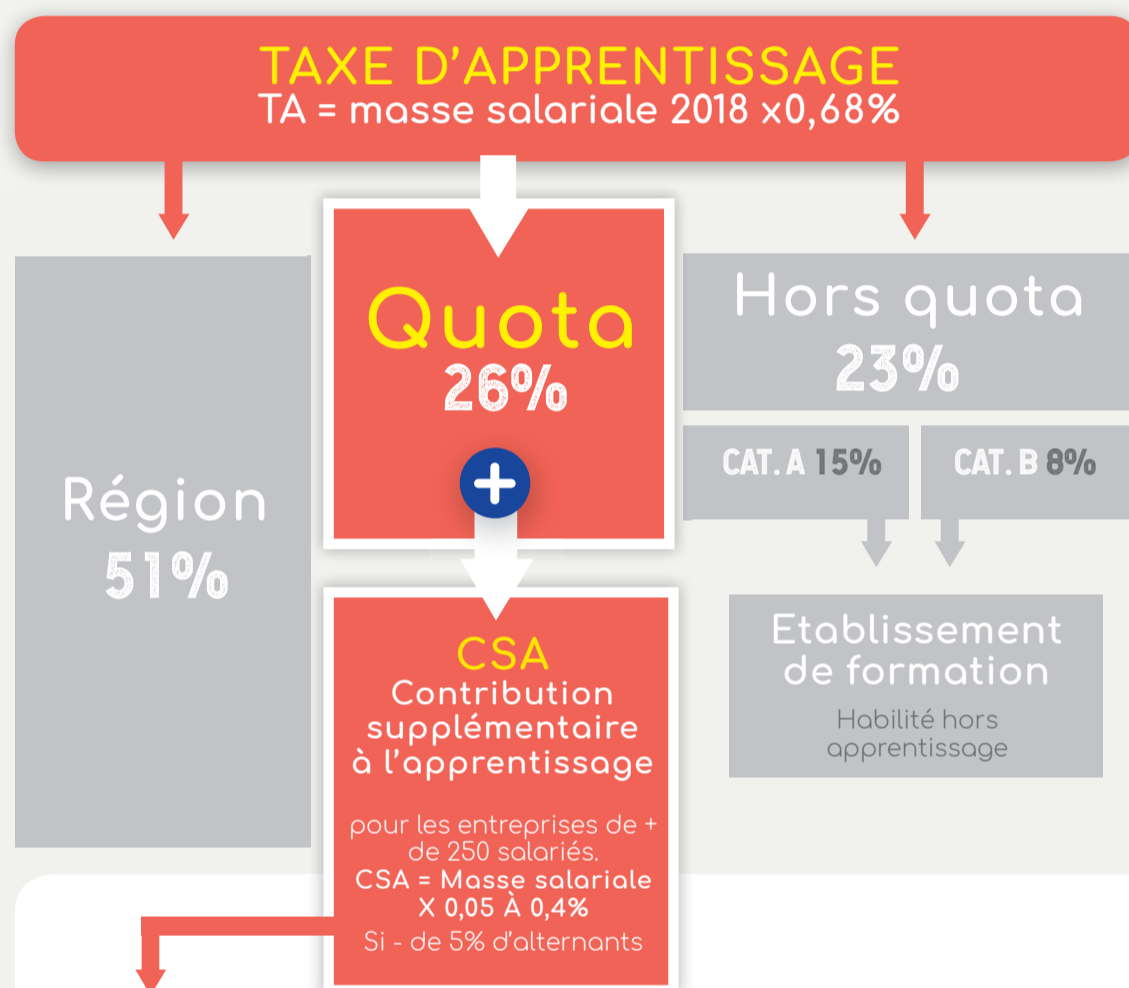 TAXE D'APPRENTISSAGE
TA = masse salariale 2018 x0,68%
Région
51%
Quota
26%
+
Hors quota
23%
CAT. A 15%
CAT. B 8%
Etablissement
de formation
Habilité hors
apprentissage
CSA
Contribution
supplémentaire
à l'apprentissage
pour les entreprises de +
de 250 salariés.
CSA = Masse salariale
X 0,05 À 0,4%
Si - de 5% d'alternants